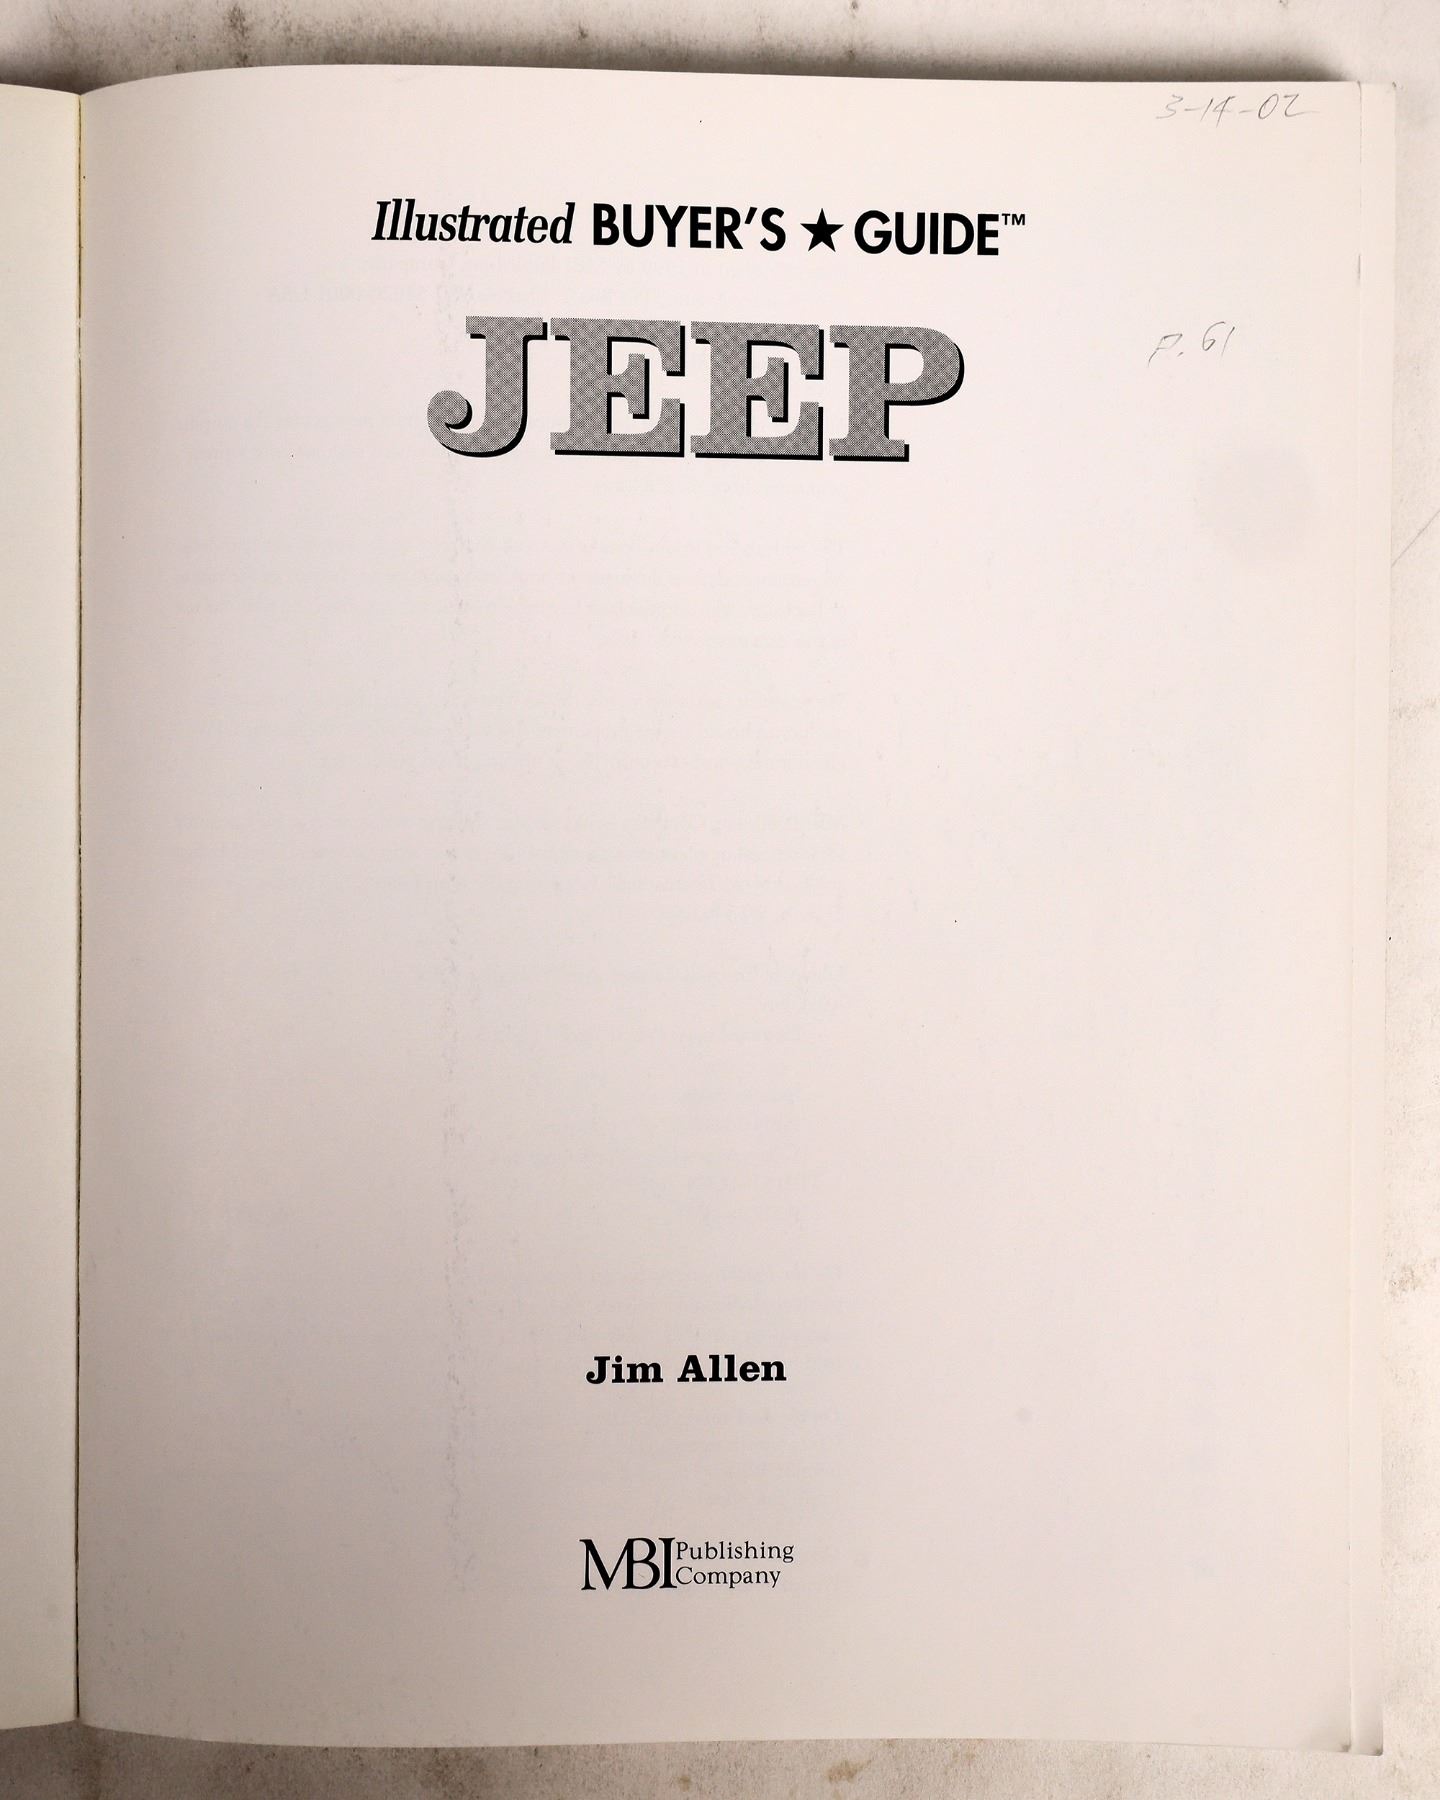 3-14-02
Illustrated BUYER'S ★ GUIDE™
JEEP
P. 61
Jim Allen
MBI Publishing
Company